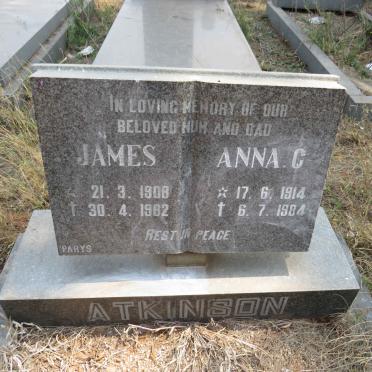 IN LOVING MEMORY OF OUR
BELOVED MUM AND DAD
JAMES ANNA. C
* 21. 3. 1908 * 17. 6. 1914
† 30. 4. 1982 † 6. 7. 1984
REST IN PEACE
PARYS
ATKINSON